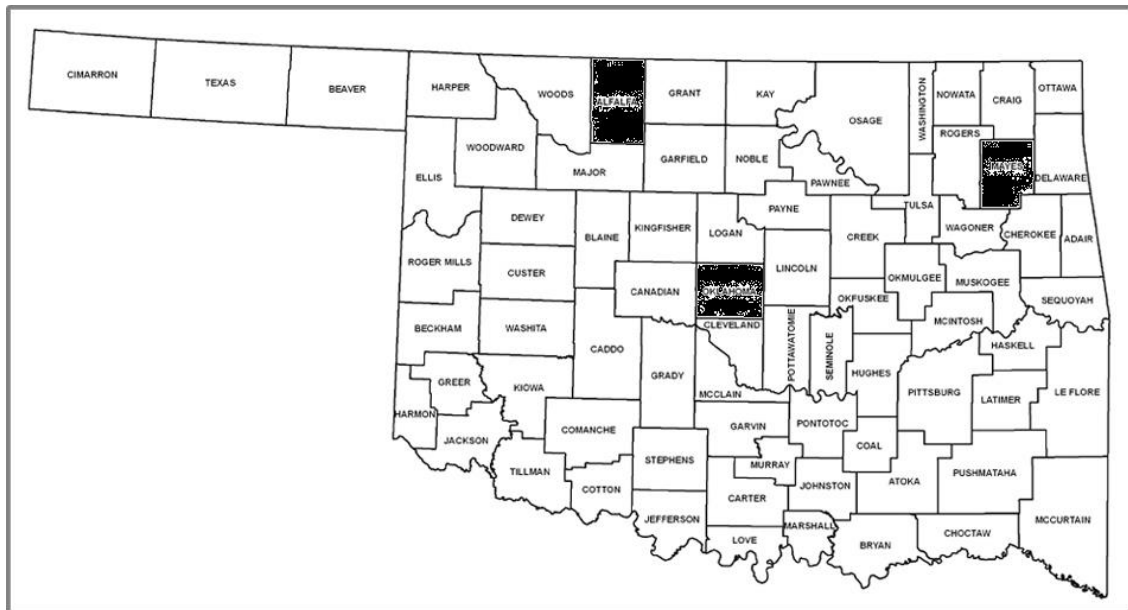 CIMARRON
TEXAS
BEAVER
HARPER
WOODS
ALFALFA
GRANT
KAY
OSAGE
WASHINGTON
NOWATA
CRAIG
OTTAWA
ROGERS
MAYES
DELAWARE
WOODWARD
ELLIS
MAJOR
GARFIELD
NOBLE
PAWNEE
TULSA
DEWEY
BLAINE
KINGFISHER
LOGAN
PAYNE
CREEK
WAGONER
CHEROKEE
ADAIR
ROGER MILLS
CUSTER
CANADIAN
OKLAHOMA
LINCOLN
OKMULGEE
MUSKOGEE
OKFUSKEE
SEQUOYAH
BECKHAM
WASHITA
CADDO
CLEVELAND
POTTAWATOMIE
SEMINOLE
MCINTOSH
HASKELL
GREER
KIOWA
GRADY
MCCLAIN
HUGHES
PITTSBURG
LATIMER
LE FLORE
HARMON
JACKSON
COMANCHE
GARVIN
PONTOTOC
COAL
TILLMAN
COTTON
STEPHENS
MURRAY
JOHNSTON
ATOKA
PUSHMATAHA
JEFFERSON
CARTER
LOVE
MARSHALL
BRYAN
CHOCTAW
MCCURTAIN